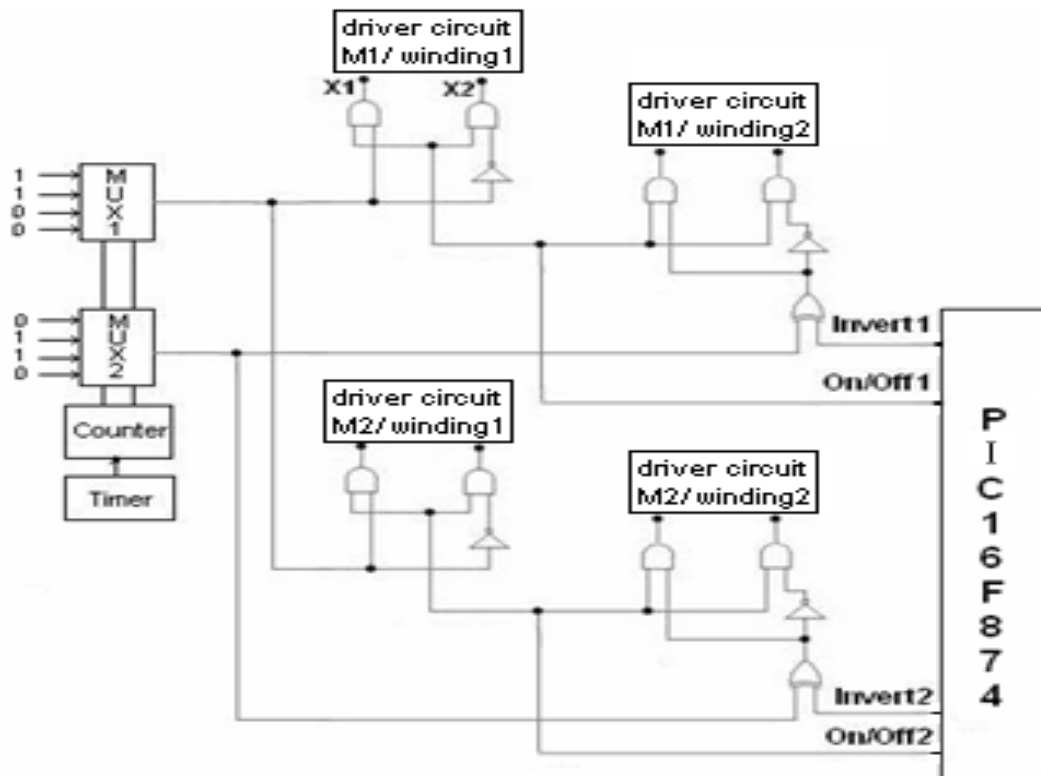 driver circuit
M1/ winding1
X1
X2
driver circuit
M1/ winding2
1
1
0
0
M
U
X
1
0
1
1
0
M
U
X
2
Counter
Timer
Invert1
On/Off1
driver circuit
M2/ winding1
driver circuit
M2/ winding2
Invert2
On/Off2
P
I
C
1
6
F
8
7
4